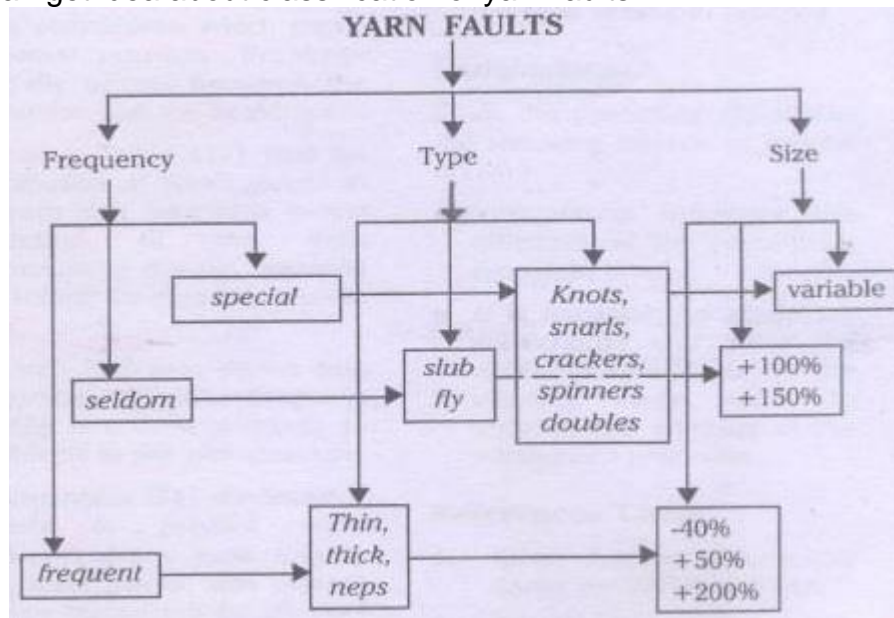 YARN FAULTS
Frequency
Type
Size
special
Knots,
snarls,
crackers,
spinners
doubles
variable
seldom
slub
fly
+100%
+150%
frequent
Thin,
thick,
neps
-40%
+50%
+200%